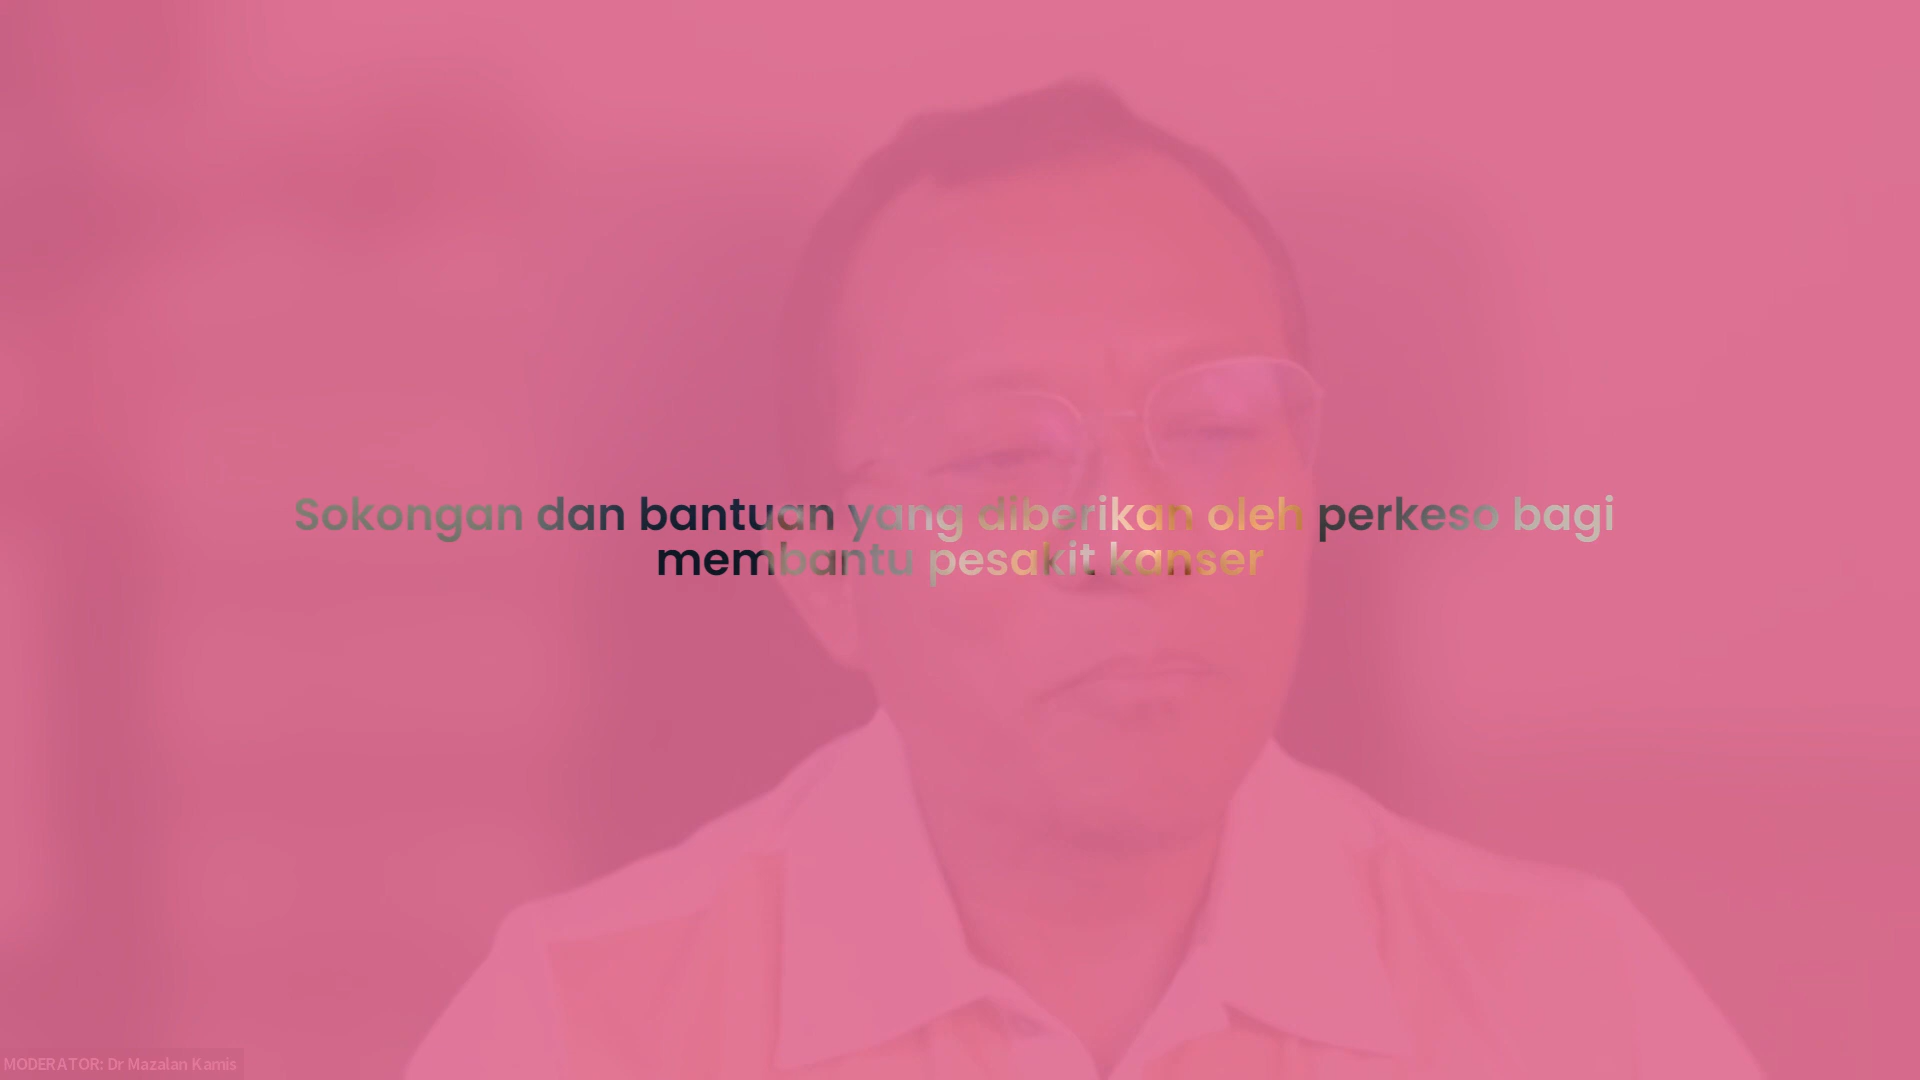 Sokongan dan bantuan yang diberikan oleh perkeso bagi
membantu pesakit kanser
MODERATOR: Dr Mazalan Kamis